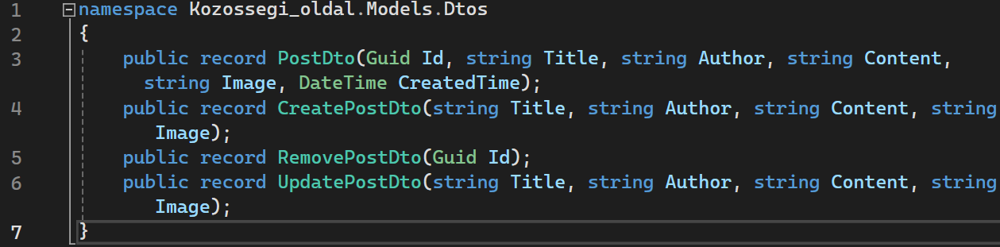 1 namespace Kozossegi_oldal.Models.Dtos
2 {
3 public record PostDto(Guid Id, string Title, string Author, string Content,
string Image, DateTime CreatedTime);
4 public record CreatePostDto(string Title, string Author, string Content, string
Image);
5 public record RemovePostDto(Guid Id);
6 public record UpdatePostDto(string Title, string Author, string Content, string
Image);
7 }